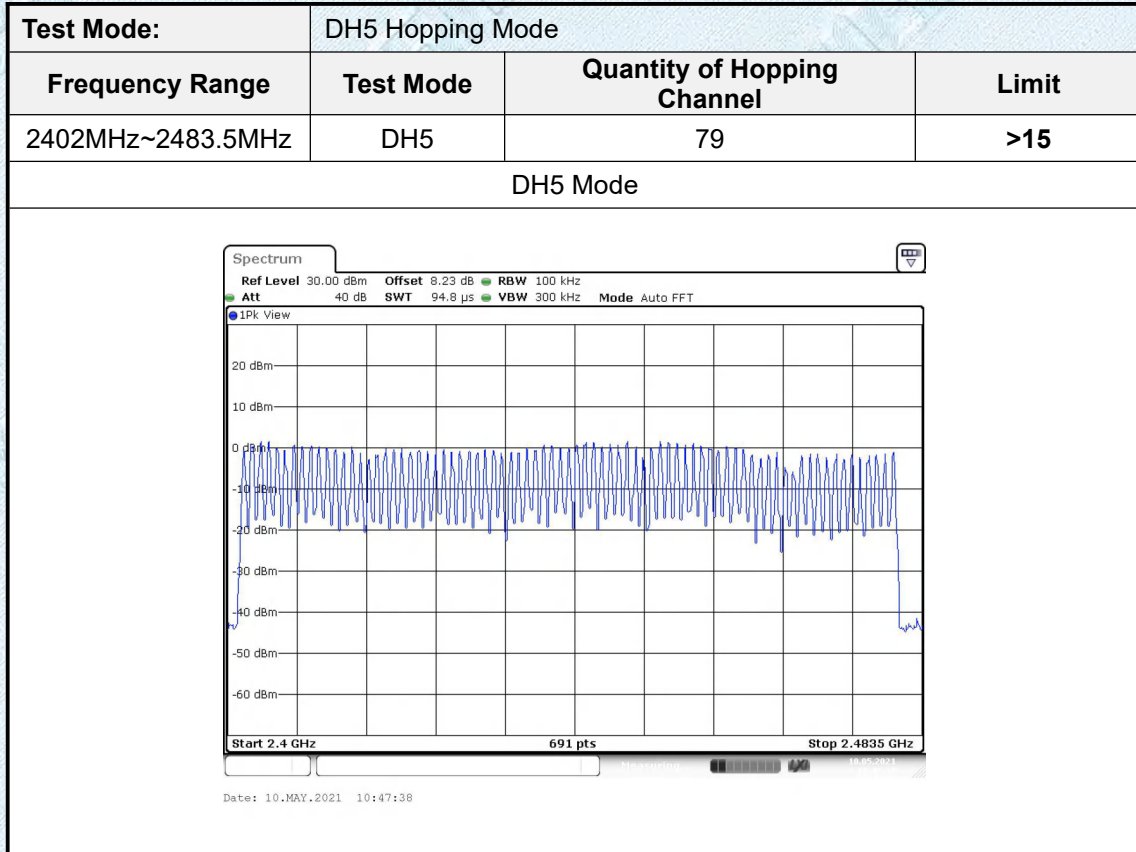 Test Mode: DH5 Hopping Mode
Frequency Range Test Mode Quantity of Hopping Channel Limit
2402MHz~2483.5MHz DH5 79 >15
DH5 Mode
Spectrum
Ref Level 30.00 dBm Offset 8.23 dB RBW 100 kHz
Att 40 dB SWT 94.8 µs VBW 300 kHz Mode Auto FFT
1Pk View
20 dBm
10 dBm
0 dBm
-10 dBm
-20 dBm
-30 dBm
-40 dBm
-50 dBm
-60 dBm
Start 2.4 GHz 691 pts Stop 2.4835 GHz
Measuring... 10.05.2021
Date: 10.MAY.2021 10:47:38